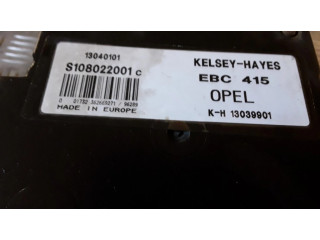 13040101
S108022001 C
MADE IN EUROPE
KELSEY-HAYES
EBC 415
OPEL
K-H 13039901